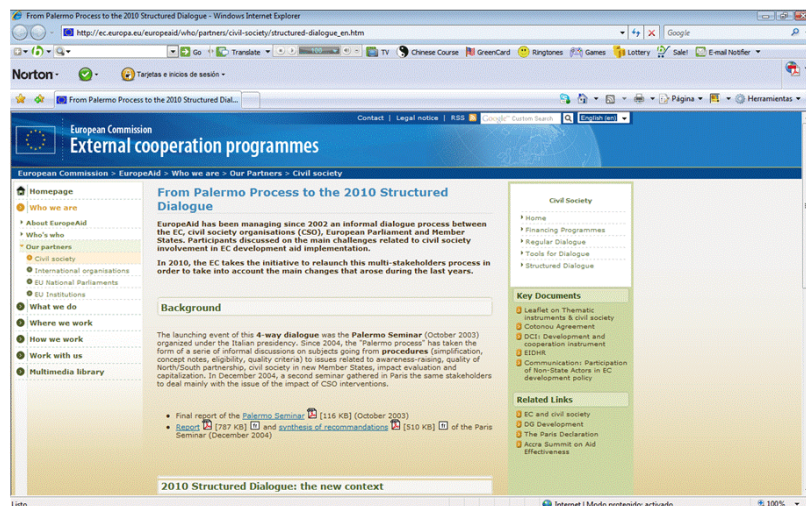 From Palermo Process to the 2010 Structured Dialogue - Windows Internet Explorer
http://ec.europa.eu/europeaid/who/partners/civil-society/structured-dialogue_en.htm
Google
Go
Translate
TV
Chinese Course
GreenCard
Ringtones
Games
Lottery
Sale!
E-mail Notifier
Norton
Tarjetas e inicios de sesión
From Palermo Process to the 2010 Structured Dial...
Página
Herramientas
Contact | Legal notice | RSS
Google Custom Search
English (en)
European Commission
External cooperation programmes
European Commission > EuropeAid > Who we are > Our Partners > Civil society
Homepage
Who we are
About EuropeAid
Who's who
Our partners
Civil society
International organisations
EU National Parliaments
EU Institutions
What we do
Where we work
How we work
Work with us
Multimedia library
From Palermo Process to the 2010 Structured
Dialogue
EuropeAid has been managing since 2002 an informal dialogue process between
the EC, civil society organisations (CSO), European Parliament and Member
States. Participants discussed on the main challenges related to civil society
involvement in EC development aid implementation.
In 2010, the EC takes the initiative to relaunch this multi-stakeholders process in
order to take into account the main changes that arose during the last years.
Background
The launching event of this 4-way dialogue was the Palermo Seminar (October 2003)
organized under the Italian presidency. Since 2004, the "Palermo process" has taken the
form of a serie of informal discussions on subjects going from procedures (simplification,
concept notes, eligibility, quality criteria) to issues related to awareness-raising, quality of
North/South partnership, civil society in new Member States, impact evaluation and
capitalization. In December 2004, a second seminar gathered in Paris the same stakeholders
to deal mainly with the issue of the impact of CSO interventions.
Final report of the Palermo Seminar [116 KB] (October 2003)
Report [787 KB] fr and synthesis of recommandations [510 KB] fr of the Paris
Seminar (December 2004)
2010 Structured Dialogue: the new context
Civil Society
Home
Financing Programmes
Regular Dialogue
Tools for Dialogue
Structured Dialogue
Key Documents
Leaflet on Thematic
instruments & civil society
Cotonou Agreement
DCI: Development and
cooperation instrument
EIDHR
Communication: Participation
of Non-State Actors in EC
development policy
Related Links
EC and civil society
DG Development
The Paris Declaration
Accra Summit on Aid
Effectiveness
Listo
Internet | Modo protegido: activado
100%